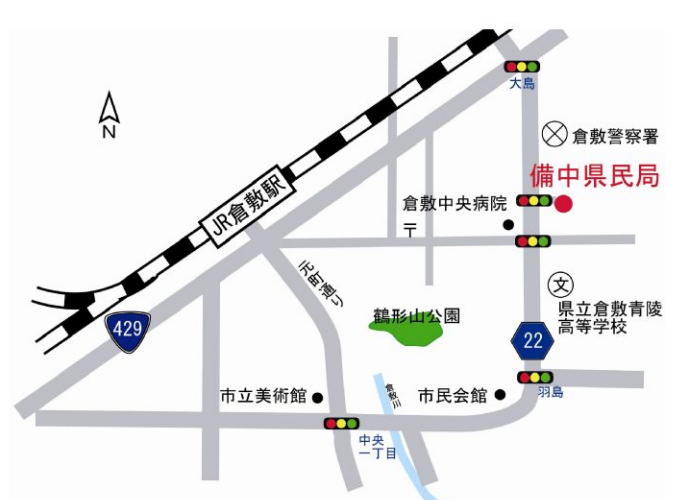 大島
N
倉敷警察署
備中県民局
JR倉敷駅
倉敷中央病院
〒
元町通り
文
県立倉敷青陵
高等学校
鶴形山公園
429
22
市立美術館
倉敷川
市民会館
羽島
中央
一丁目